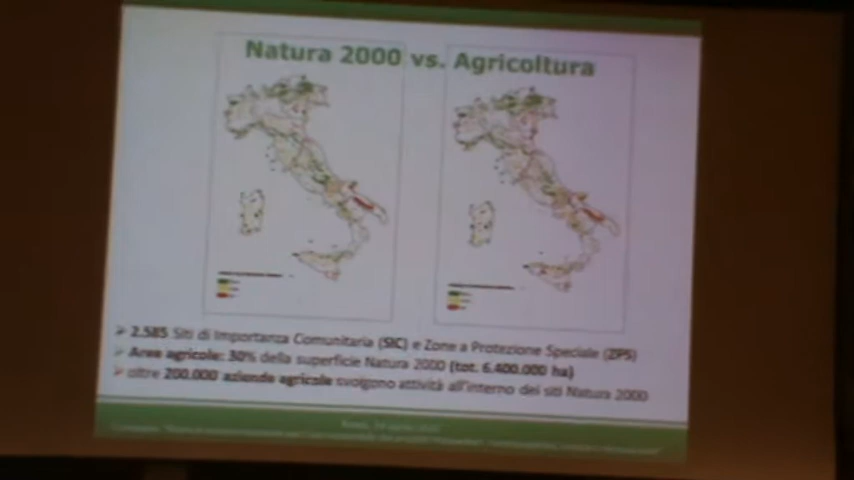 Natura 2000 vs. Agricoltura
➢ 2.585 Siti di Importanza Comunitaria (SIC) e Zone a Protezione Speciale (ZPS)
➢ Aree agricole: 30% della superficie Natura 2000 (tot. 6.400.000 ha)
➢ oltre 200.000 aziende agricole svolgono attività all'interno dei siti Natura 2000